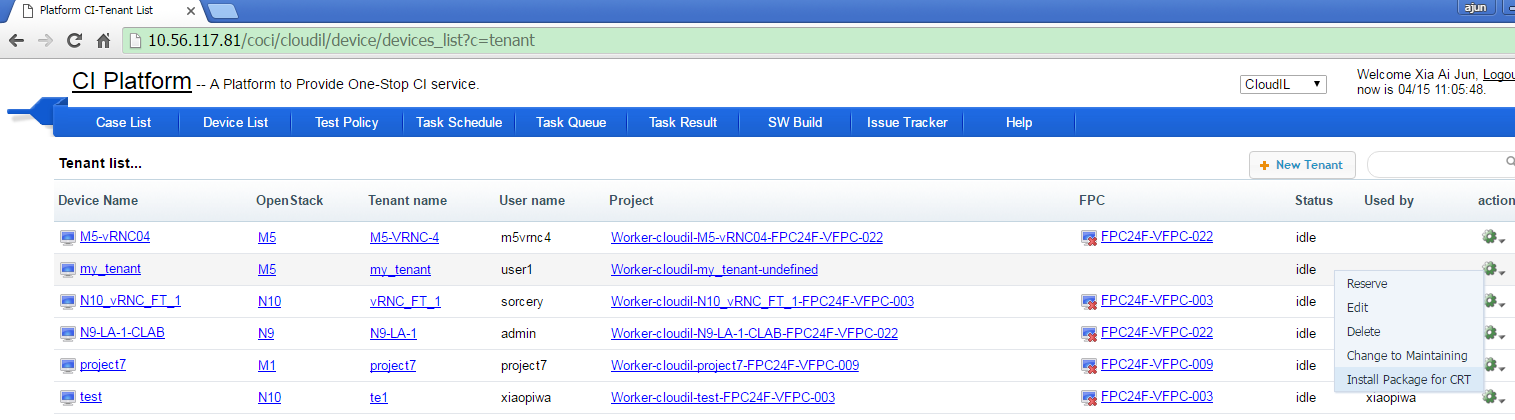 Platform CI-Tenant List
ajun
10.56.117.81/coci/cloudil/device/devices_list?c=tenant
CI Platform -- A Platform to Provide One-Stop CI service.
CloudIL
Welcome Xia Ai Jun, Logou
now is 04/15 11:05:48.
Case List Device List Test Policy Task Schedule Task Queue Task Result SW Build Issue Tracker Help
Tenant list...
New Tenant
Device Name OpenStack Tenant name User name Project FPC Status Used by action
M5-vRNC04 M5 M5-VRNC-4 m5vrnc4 Worker-cloudil-M5-vRNC04-FPC24F-VFPC-022 FPC24F-VFPC-022 idle
my_tenant M5 my_tenant user1 Worker-cloudil-my_tenant-undefined idle
N10_vRNC_FT_1 N10 vRNC_FT_1 sorcery Worker-cloudil-N10_vRNC_FT_1-FPC24F-VFPC-003 FPC24F-VFPC-003 idle
N9-LA-1-CLAB N9 N9-LA-1 admin Worker-cloudil-N9-LA-1-CLAB-FPC24F-VFPC-022 FPC24F-VFPC-022 idle
project7 M1 project7 project7 Worker-cloudil-project7-FPC24F-VFPC-009 FPC24F-VFPC-009 idle
test N10 te1 xiaopiwa Worker-cloudil-test-FPC24F-VFPC-003 FPC24F-VFPC-003 idle xiaopiwa
Reserve
Edit
Delete
Change to Maintaining
Install Package for CRT